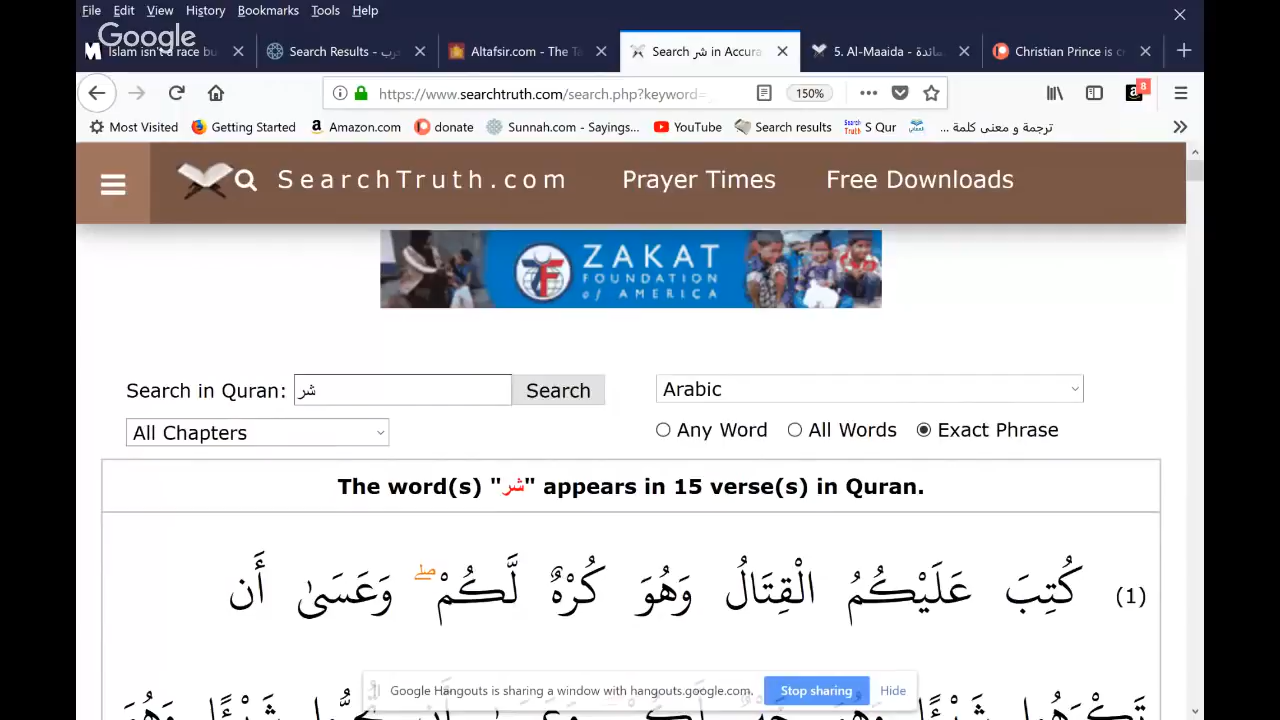 File Edit View History Bookmarks Tools Help
Google
Islam isn't a race bu
Search Results - عرب
Altafsir.com - The Ta
Search شر in Accura
5. Al-Maaida - مائدة
Christian Prince is cr
https://www.searchtruth.com/search.php?keyword=
150%
8
Most Visited Getting Started Amazon.com donate Sunnah.com - Sayings... YouTube Search results S Qur ترجمة و معنى كلمة ...
SearchTruth.com Prayer Times Free Downloads
ZAKAT
FOUNDATION
of AMERICA
Search in Quran: شر Search Arabic
All Chapters Any Word All Words Exact Phrase
The word(s) "شر" appears in 15 verse(s) in Quran.
(1) كُتِبَ عَلَيْكُمُ الْقِتَالُ وَهُوَ كُرْهٌ لَّكُمْ ۖ وَعَسَىٰ أَن
Google Hangouts is sharing a window with hangouts.google.com. Stop sharing Hide